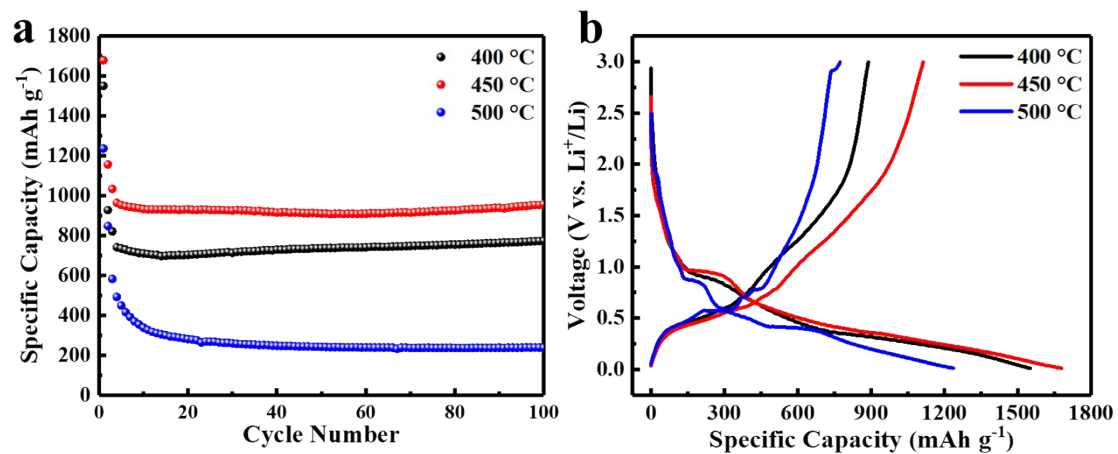 a
1800
1600
1400
1200
1000
800
600
400
200
0
Specific Capacity (mAh g⁻¹)
400 °C
450 °C
500 °C
0 20 40 60 80 100
Cycle Number
b
3.0
2.5
2.0
1.5
1.0
0.5
0.0
Voltage (V vs. Li⁺/Li)
400 °C
450 °C
500 °C
0 300 600 900 1200 1500 1800
Specific Capacity (mAh g⁻¹)